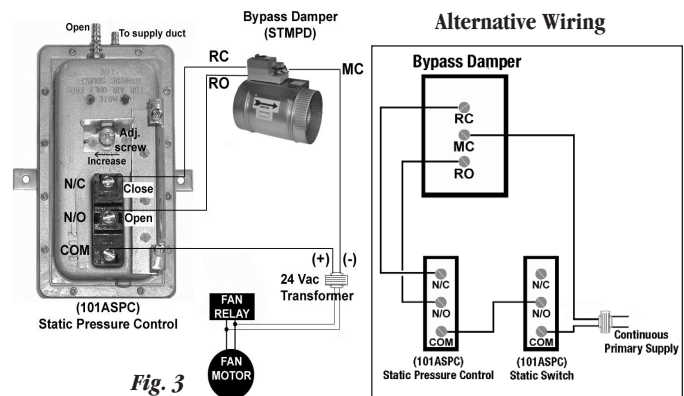 Open
To supply duct
Adj.
screw
Increase
N/C
Close
N/O
Open
COM
(101ASPC)
Static Pressure Control
Bypass Damper
(STMPD)
RC
RO
MC
(+) (-)
24 Vac
Transformer
FAN
RELAY
FAN
MOTOR
Fig. 3
Alternative Wiring
Bypass Damper
RC
MC
RO
N/C
N/O
COM
(101ASPC)
Static Pressure Control
N/C
N/O
COM
(101ASPC)
Static Switch
Continuous
Primary Supply